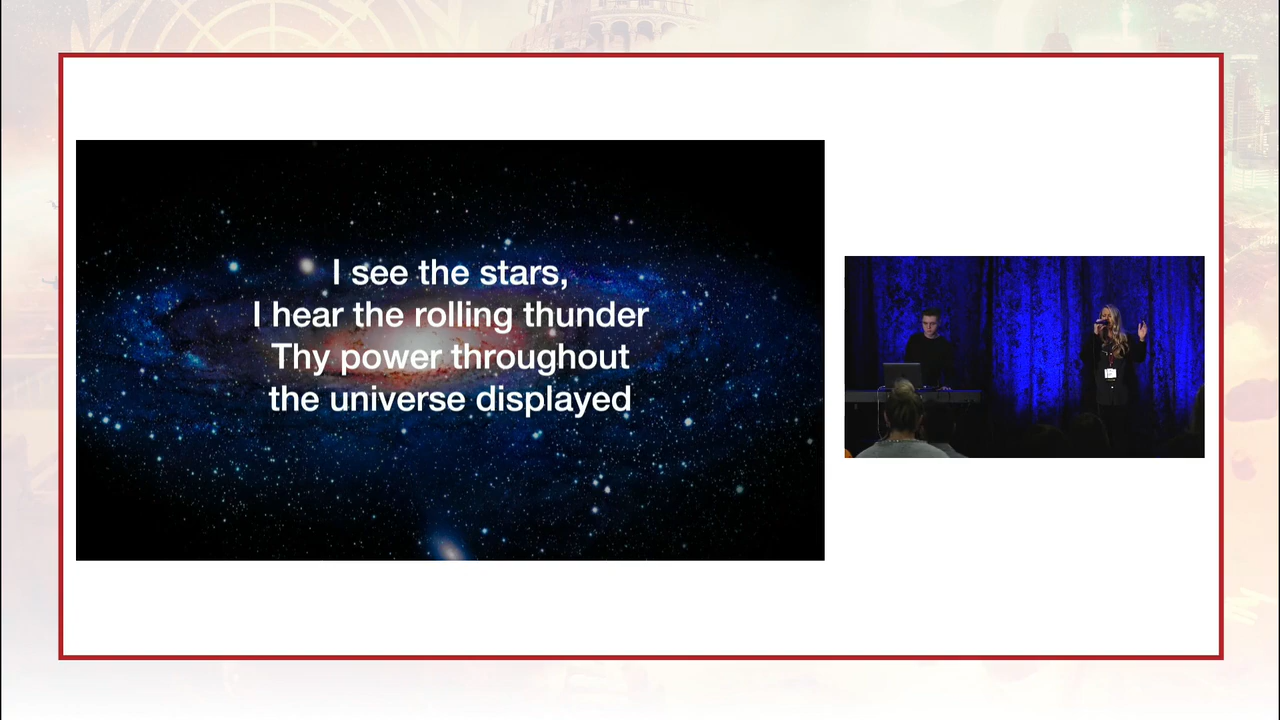 I see the stars,
I hear the rolling thunder
Thy power throughout
the universe displayed